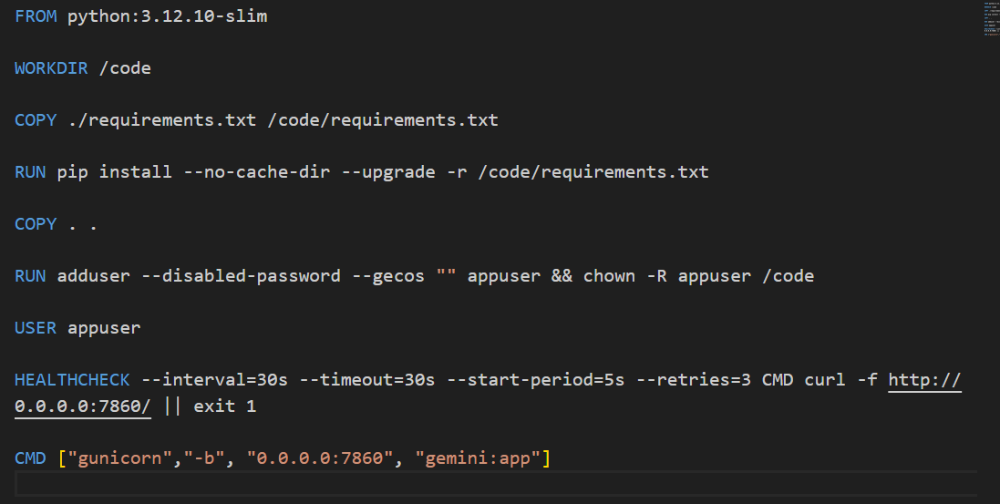 FROM python:3.12.10-slim
WORKDIR /code
COPY ./requirements.txt /code/requirements.txt
RUN pip install --no-cache-dir --upgrade -r /code/requirements.txt
COPY . .
RUN adduser --disabled-password --gecos "" appuser && chown -R appuser /code
USER appuser
HEALTHCHECK --interval=30s --timeout=30s --start-period=5s --retries=3 CMD curl -f http://
0.0.0.0:7860/ || exit 1
CMD ["gunicorn","-b", "0.0.0.0:7860", "gemini:app"]